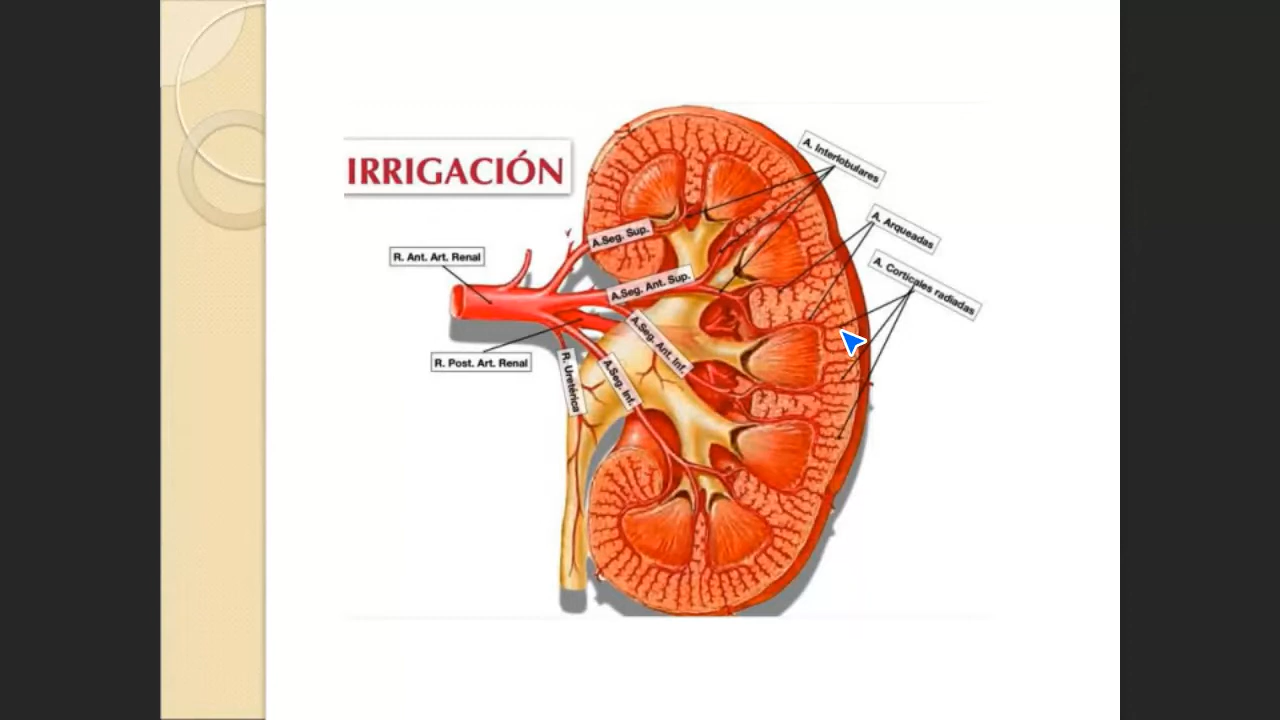 IRRIGACIÓN
A. Interlobulares
A. Arqueadas
A. Corticales radiadas
A.Seg. Sup.
R. Ant. Art. Renal
A.Seg. Ant. Sup.
A.Seg. Ant. Inf.
R. Post. Art. Renal
R. Uretérica
A.Seg. Inf.